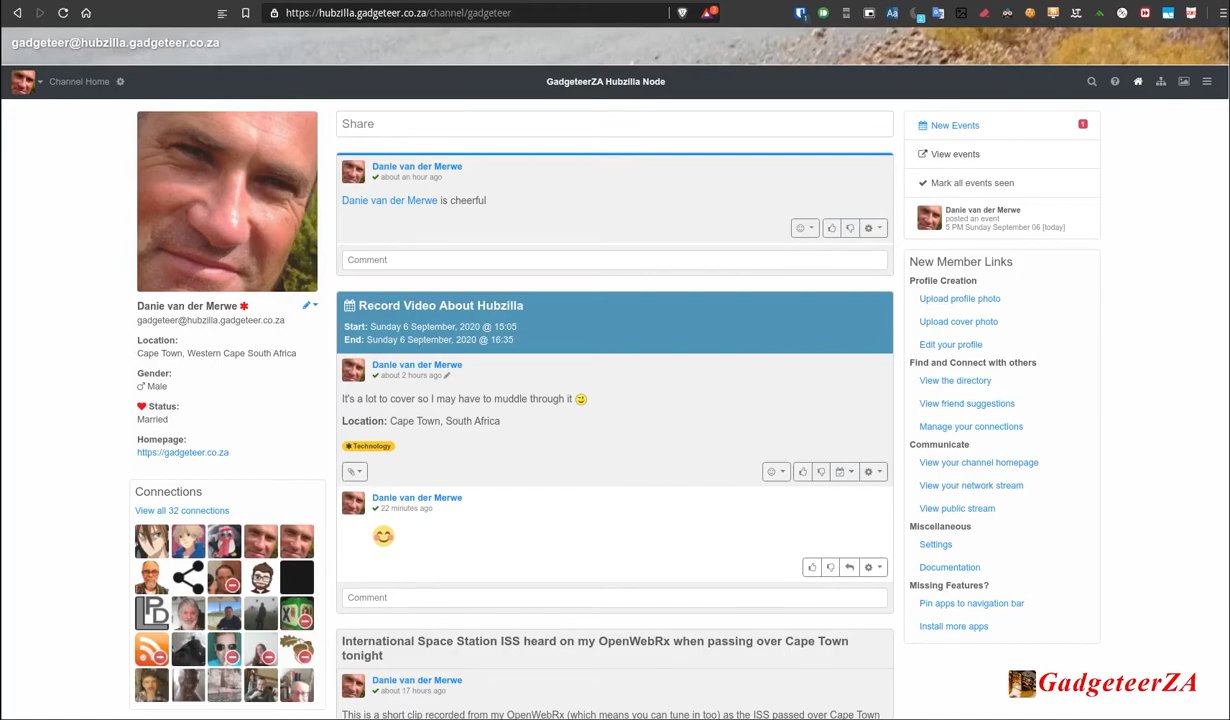 https://hubzilla.gadgeteer.co.za/channel/gadgeteer
gadgeteer@hubzilla.gadgeteer.co.za
Channel Home
GadgeteerZA Hubzilla Node
Danie van der Merwe
gadgeteer@hubzilla.gadgeteer.co.za
Location:
Cape Town, Western Cape South Africa
Gender:
♂ Male
Status:
Married
Homepage:
https://gadgeteer.co.za
Connections
View all 32 connections
Share
Danie van der Merwe
about an hour ago
Danie van der Merwe is cheerful
Comment
Record Video About Hubzilla
Start: Sunday 6 September, 2020 @ 15:05
End: Sunday 6 September, 2020 @ 16:35
Danie van der Merwe
about 2 hours ago
It's a lot to cover so I may have to muddle through it 😉
Location: Cape Town, South Africa
Technology
Danie van der Merwe
22 minutes ago
😊
Comment
International Space Station ISS heard on my OpenWebRx when passing over Cape Town
tonight
Danie van der Merwe
about 17 hours ago
This is a short clip recorded from my OpenWebRx (which means you can tune in too) as the ISS passed over Cape Town
New Events
1
View events
Mark all events seen
Danie van der Merwe
posted an event
5 PM Sunday September 06 [today]
New Member Links
Profile Creation
Upload profile photo
Upload cover photo
Edit your profile
Find and Connect with others
View the directory
View friend suggestions
Manage your connections
Communicate
View your channel homepage
View your network stream
View public stream
Miscellaneous
Settings
Documentation
Missing Features?
Pin apps to navigation bar
Install more apps
GadgeteerZA